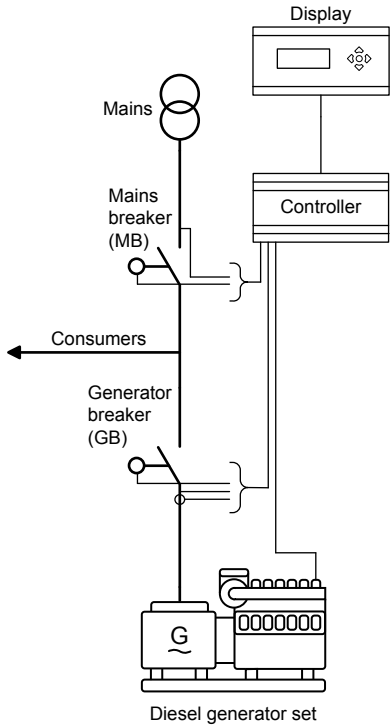 Display
Mains
Mains
breaker
(MB)
Controller
Consumers
Generator
breaker
(GB)
G
Diesel generator set